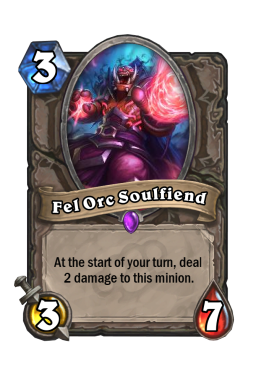 3
Fel Orc Soulfiend
At the start of your turn, deal
2 damage to this minion.
3
7